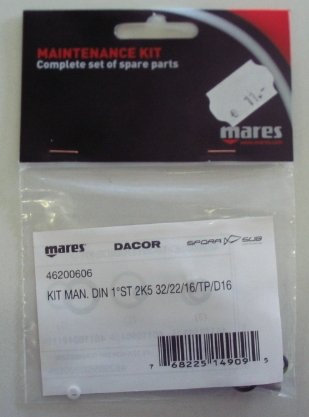 MAINTENANCE KIT
Complete set of spare parts
€ 11,-
mares
mares DACOR SPORASUB
46200606
KIT MAN. DIN 1°ST 2K5 32/22/16/TP/D16
7 68225 14909 5